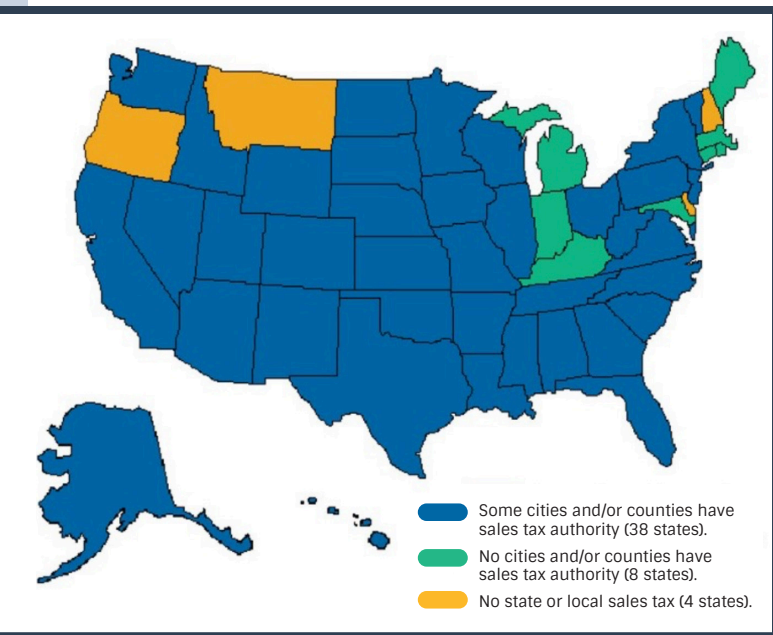 Some cities and/or counties have
sales tax authority (38 states).
No cities and/or counties have
sales tax authority (8 states).
No state or local sales tax (4 states).